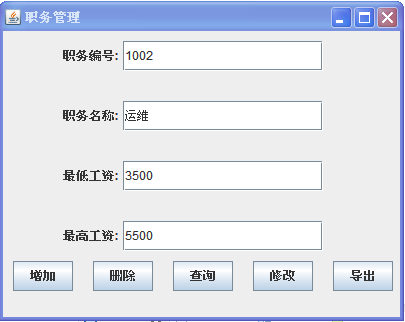 职务管理
职务编号: 1002
职务名称: 运维
最低工资: 3500
最高工资: 5500
增加 删除 查询 修改 导出